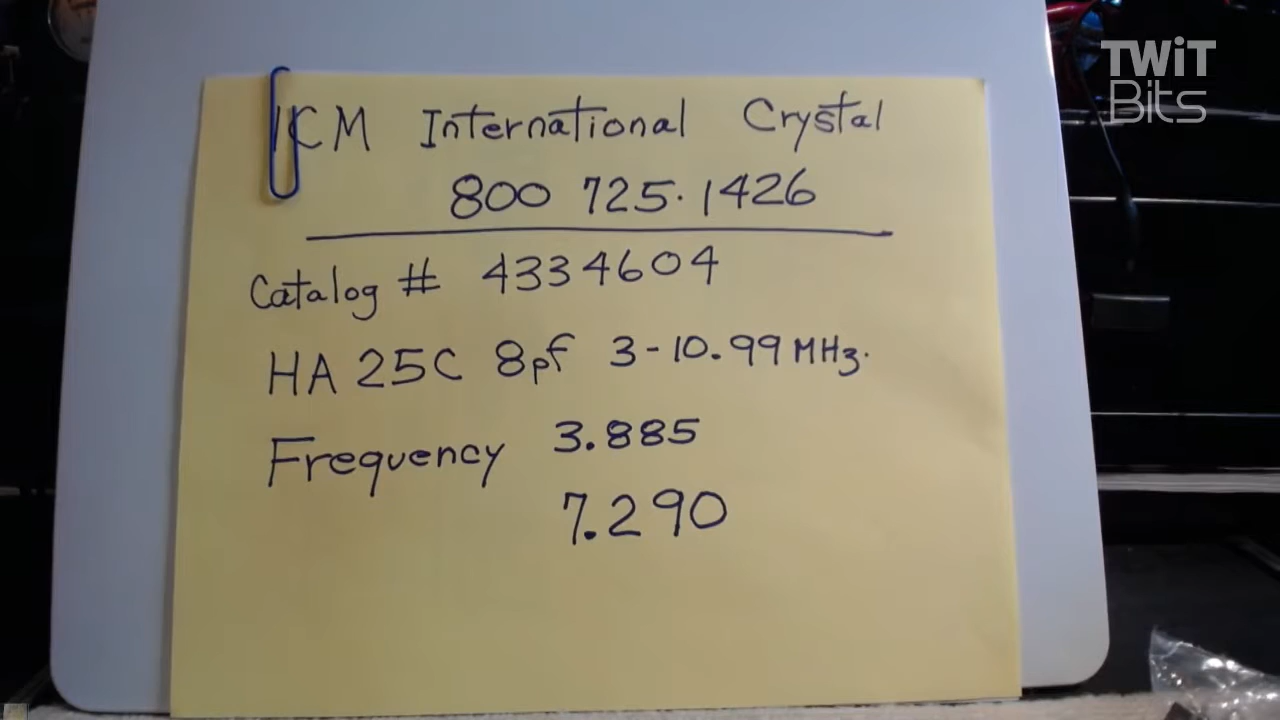 ICM International Crystal
800 725.1426
Catalog # 4334604
HA 25C 8pf 3-10.99 MHz.
Frequency 3.885
7.290
TWiT
Bits